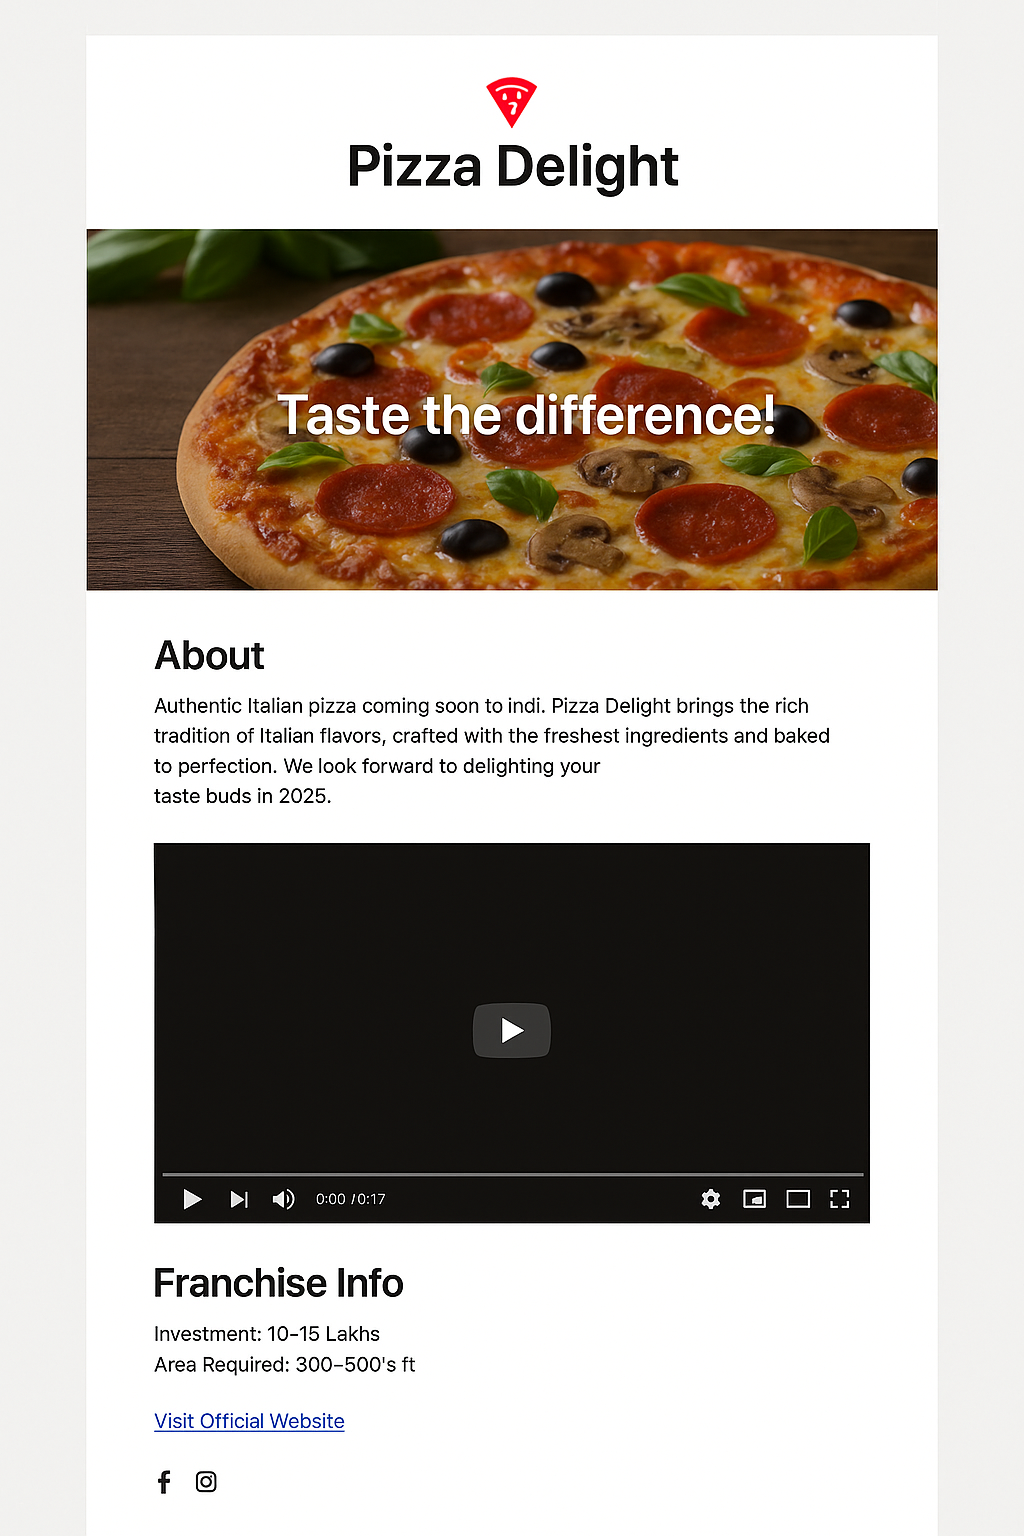 Pizza Delight
Taste the difference!
About
Authentic Italian pizza coming soon to indi. Pizza Delight brings the rich
tradition of Italian flavors, crafted with the freshest ingredients and baked
to perfection. We look forward to delighting your
taste buds in 2025.
0:00 / 0:17
Franchise Info
Investment: 10–15 Lakhs
Area Required: 300–500's ft
Visit Official Website